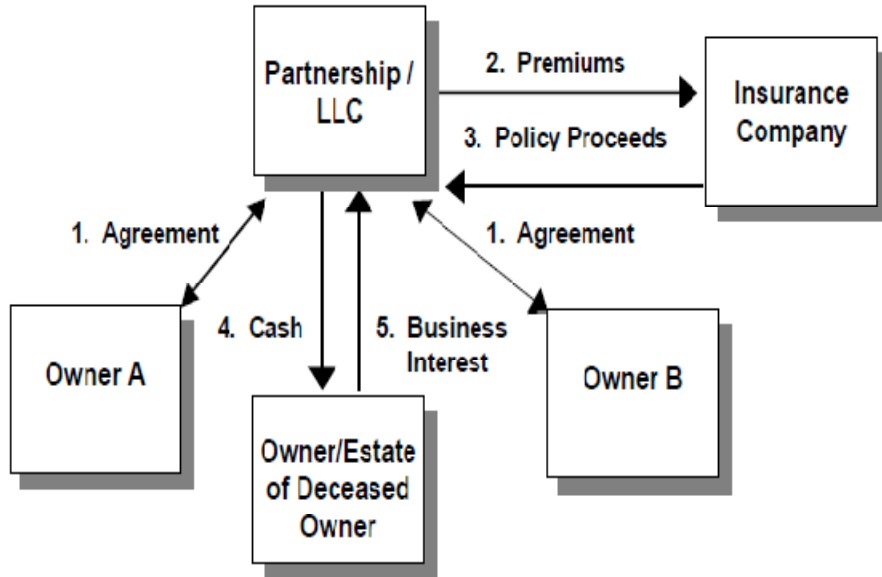 Partnership /
LLC
2. Premiums
Insurance
Company
3. Policy Proceeds
1. Agreement
1. Agreement
4. Cash
5. Business
Interest
Owner A
Owner B
Owner/Estate
of Deceased
Owner